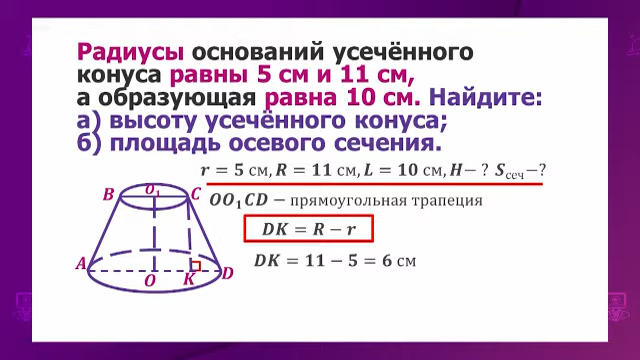 Радиусы оснований усечённого
конуса равны 5 см и 11 см,
а образующая равна 10 см. Найдите:
а) высоту усечённого конуса;
б) площадь осевого сечения.
r = 5 см, R = 11 см, L = 10 см, H − ? Sсеч −?
OO₁CD − прямоугольная трапеция
DK = R − r
DK = 11 − 5 = 6 см
B O₁ C
A O K D